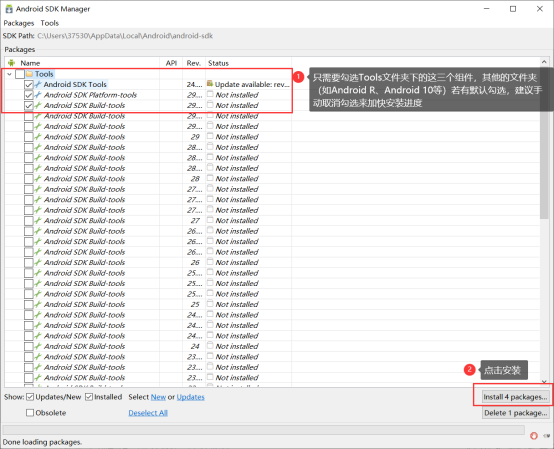 Android SDK Manager
Packages Tools
SDK Path: C:\Users\37530\AppData\Local\Android\android-sdk
Packages
Name API Rev. Status
Tools
Android SDK Tools 24.... Update available: rev...
Android SDK Platform-tools 29.... Not installed
Android SDK Build-tools 29.... Not installed
Android SDK Build-tools 29.... Not installed
Android SDK Build-tools 29.... Not installed
Android SDK Build-tools 29 Not installed
Android SDK Build-tools 28.... Not installed
Android SDK Build-tools 28.... Not installed
Android SDK Build-tools 28.... Not installed
Android SDK Build-tools 28 Not installed
Android SDK Build-tools 27.... Not installed
Android SDK Build-tools 27.... Not installed
Android SDK Build-tools 27.... Not installed
Android SDK Build-tools 27 Not installed
Android SDK Build-tools 26.... Not installed
Android SDK Build-tools 26.... Not installed
Android SDK Build-tools 26.... Not installed
Android SDK Build-tools 26 Not installed
Android SDK Build-tools 25.... Not installed
Android SDK Build-tools 25.... Not installed
Android SDK Build-tools 25.... Not installed
Android SDK Build-tools 25 Not installed
Android SDK Build-tools 24.... Not installed
Android SDK Build-tools 24.... Not installed
Android SDK Build-tools 24.... Not installed
Android SDK Build-tools 24 Not installed
Android SDK Build-tools 23.... Not installed
Android SDK Build-tools 23.... Not installed
Android SDK Build-tools Not installed
1 只需要勾选Tools文件夹下的这三个组件，其他的文件夹
（如Android R、Android 10等）若有默认勾选，建议手
动取消勾选来加快安装进度
2 点击安装
Show: Updates/New Installed Select New or Updates
Install 4 packages...
Obsolete Deselect All
Delete 1 package...
Done loading packages.